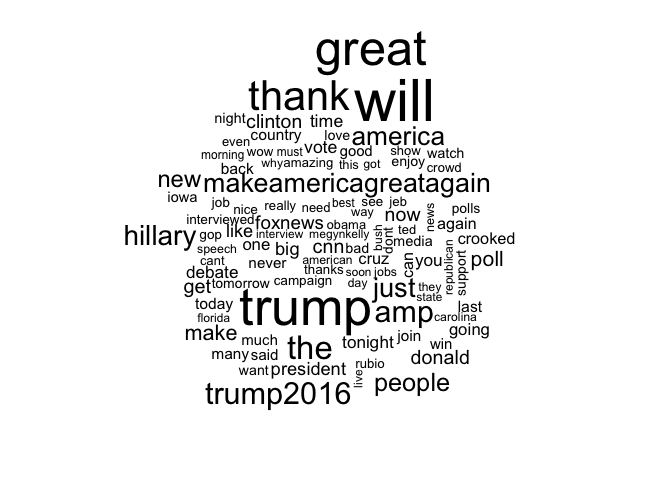 great
thank will
night clinton time
even country love america
morning wow must vote good show watch
why amazing this got enjoy crowd
back
new makeamericagreatagain
iowa job nice really need best see jeb
way now news polls
interviewed foxnews obama again
hillary gop like interview megynkelly bush dont ted crooked
speech one big cnn bad media
cant never american cruz can you republican support poll
debate thanks soon jobs
get tomorrow campaign day just they
state
today trump amp carolina last
florida going
make much the tonight join win
many said donald
want president rubio
live people
trump2016